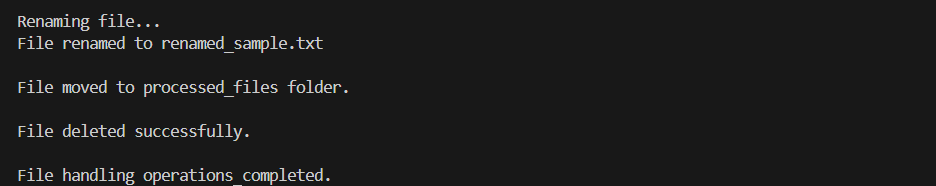 Renaming file...
File renamed to renamed_sample.txt
File moved to processed_files folder.
File deleted successfully.
File handling operations completed.